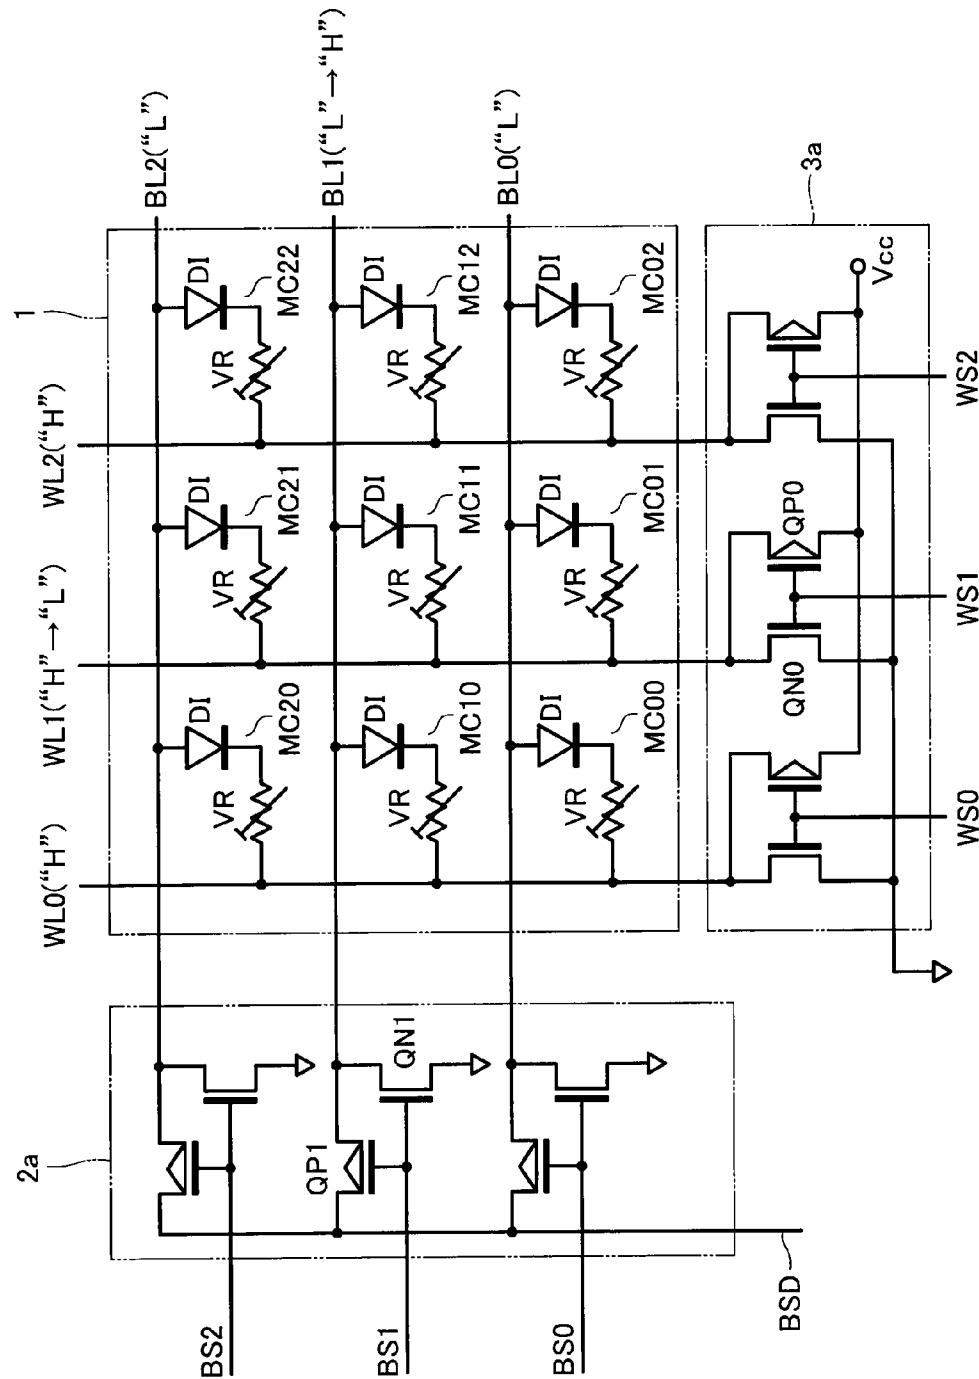 1
2a
3a
WL0("H")
WL1("H"→"L")
WL2("H")
BL2("L")
BL1("L"→"H")
BL0("L")
VR DI MC20
VR DI MC21
VR DI MC22
VR DI MC10
VR DI MC11
VR DI MC12
VR DI MC00
VR DI MC01
VR DI MC02
QP1 QN1
QN0 QP0
Vcc
BS2
BS1
BS0
BSD
WS0
WS1
WS2